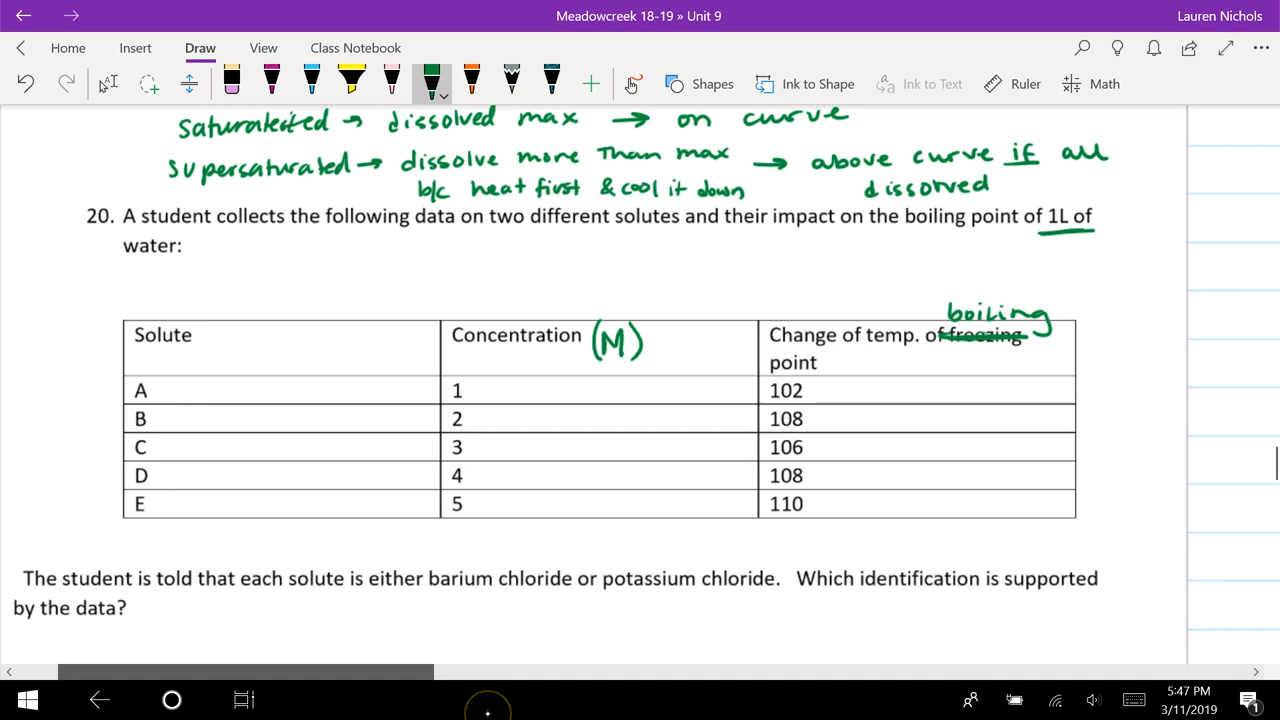 Meadowcreek 18-19 » Unit 9
Lauren Nichols
Home Insert Draw View Class Notebook
Shapes Ink to Shape Ink to Text Ruler Math
saturated → dissolved max → on curve
supersaturated → dissolve more than max → above curve if all
b/c heat first & cool it down dissolved
20. A student collects the following data on two different solutes and their impact on the boiling point of 1L of
water:
boiling
Solute Concentration (M) Change of temp. of freezing
point
A 1 102
B 2 108
C 3 106
D 4 108
E 5 110
The student is told that each solute is either barium chloride or potassium chloride. Which identification is supported
by the data?
5:47 PM
3/11/2019
1